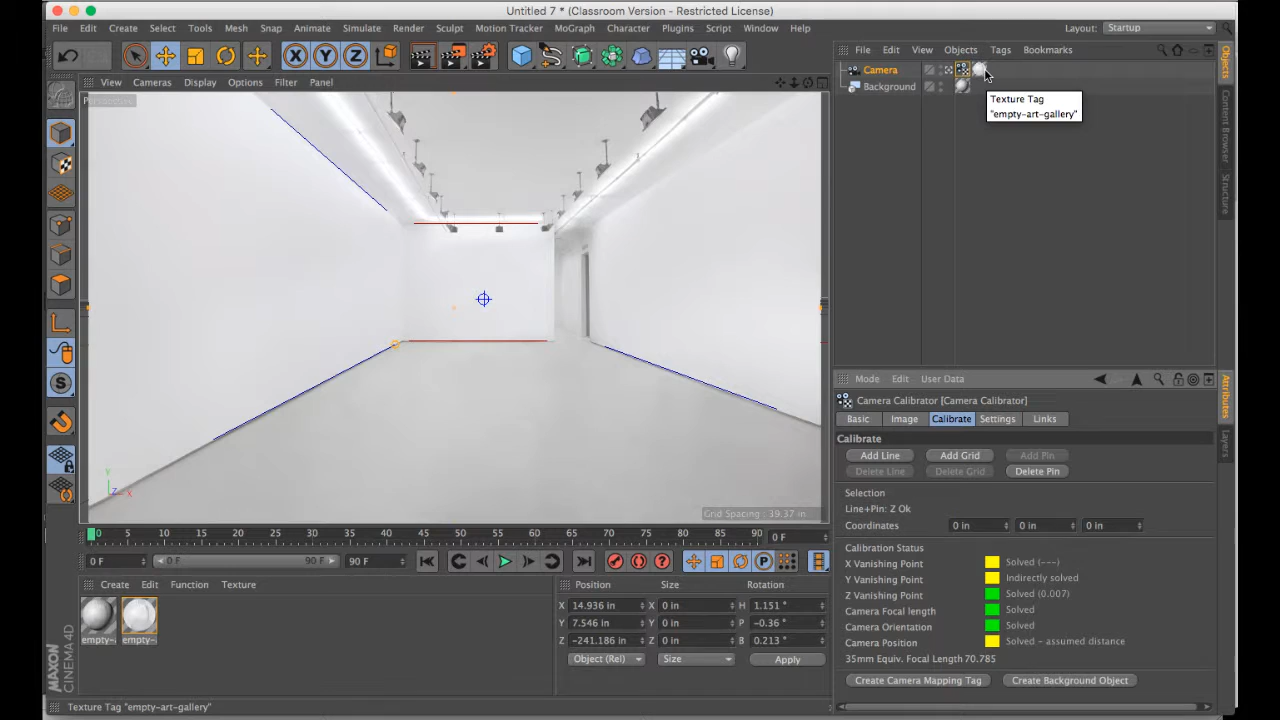 Untitled 7 * (Classroom Version - Restricted License)
File Edit Create Select Tools Mesh Snap Animate Simulate Render Sculpt Motion Tracker MoGraph Character Plugins Script Window Help Layout: Startup
X Y Z
File Edit View Objects Tags Bookmarks
View Cameras Display Options Filter Panel
Camera
Background
Texture Tag
"empty-art-gallery"
Perspective
Objects
Content Browser
Structure
Attributes
Layers
Mode Edit User Data
Camera Calibrator [Camera Calibrator]
Basic Image Calibrate Settings Links
Calibrate
Add Line Add Grid Add Pin
Delete Line Delete Grid Delete Pin
Selection
Line+Pin: Z Ok
Coordinates 0 in 0 in 0 in
Calibration Status
X Vanishing Point Solved (---)
Y Vanishing Point Indirectly solved
Z Vanishing Point Solved (0.007)
Camera Focal length Solved
Camera Orientation Solved
Camera Position Solved - assumed distance
35mm Equiv. Focal Length 70.785
Create Camera Mapping Tag Create Background Object
S
Y
Z X
Grid Spacing : 39.37 in
0 5 10 15 20 25 30 35 40 45 50 55 60 65 70 75 80 85 90 0 F
0 F 0 F 90 F 90 F
P
Create Edit Function Texture
empty- empty-
Position Size Rotation
X 14.936 in X 0 in H 1.151 °
Y 7.546 in Y 0 in P -0.36 °
Z -241.186 in Z 0 in B 0.213 °
Object (Rel) Size Apply
MAXON
CINEMA 4D
Texture Tag "empty-art-gallery"